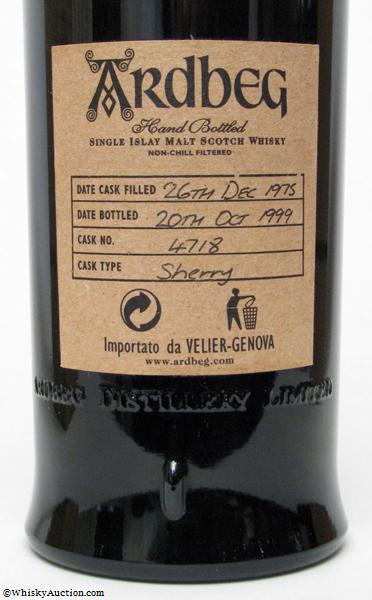 ARDBEG
Hand Bottled
SINGLE ISLAY MALT SCOTCH WHISKY
NON-CHILL FILTERED
DATE CASK FILLED 26TH DEC 1975
DATE BOTTLED 20TH OCT 1999
CASK NO. 4718
CASK TYPE Sherry
Importato da VELIER-GENOVA
www.ardbeg.com
ARDBEG DISTILLERY LIMITED
©WhiskyAuction.com